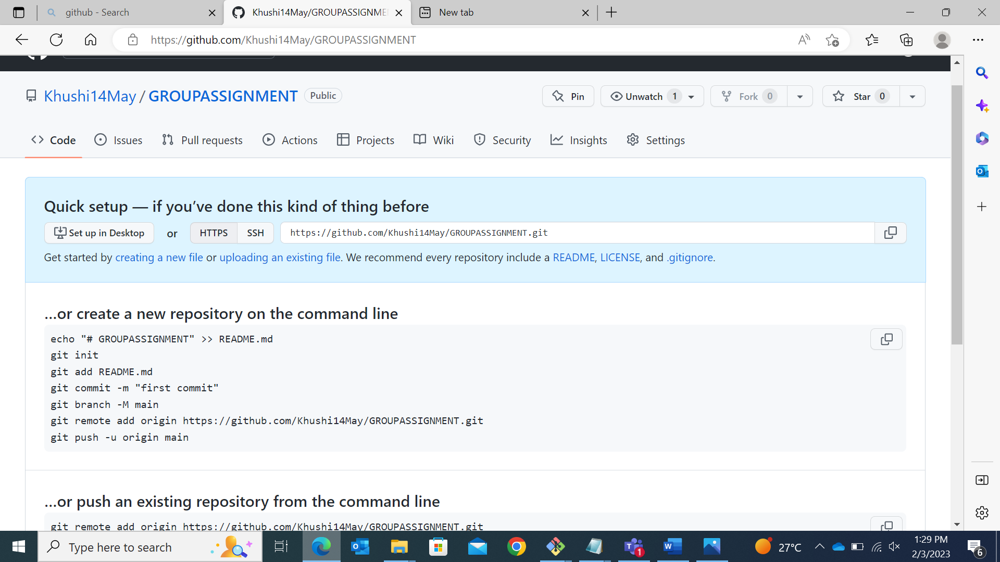 github - Search
Khushi14May/GROUPASSIGNME
New tab
https://github.com/Khushi14May/GROUPASSIGNMENT
Khushi14May / GROUPASSIGNMENT Public
Pin
Unwatch 1
Fork 0
Star 0
Code
Issues
Pull requests
Actions
Projects
Wiki
Security
Insights
Settings
Quick setup — if you’ve done this kind of thing before
Set up in Desktop or HTTPS SSH https://github.com/Khushi14May/GROUPASSIGNMENT.git
Get started by creating a new file or uploading an existing file. We recommend every repository include a README, LICENSE, and .gitignore.
…or create a new repository on the command line
echo "# GROUPASSIGNMENT" >> README.md
git init
git add README.md
git commit -m "first commit"
git branch -M main
git remote add origin https://github.com/Khushi14May/GROUPASSIGNMENT.git
git push -u origin main
…or push an existing repository from the command line
git remote add origin https://github.com/Khushi14May/GROUPASSIGNMENT.git
Type here to search
27°C
1:29 PM
2/3/2023
6